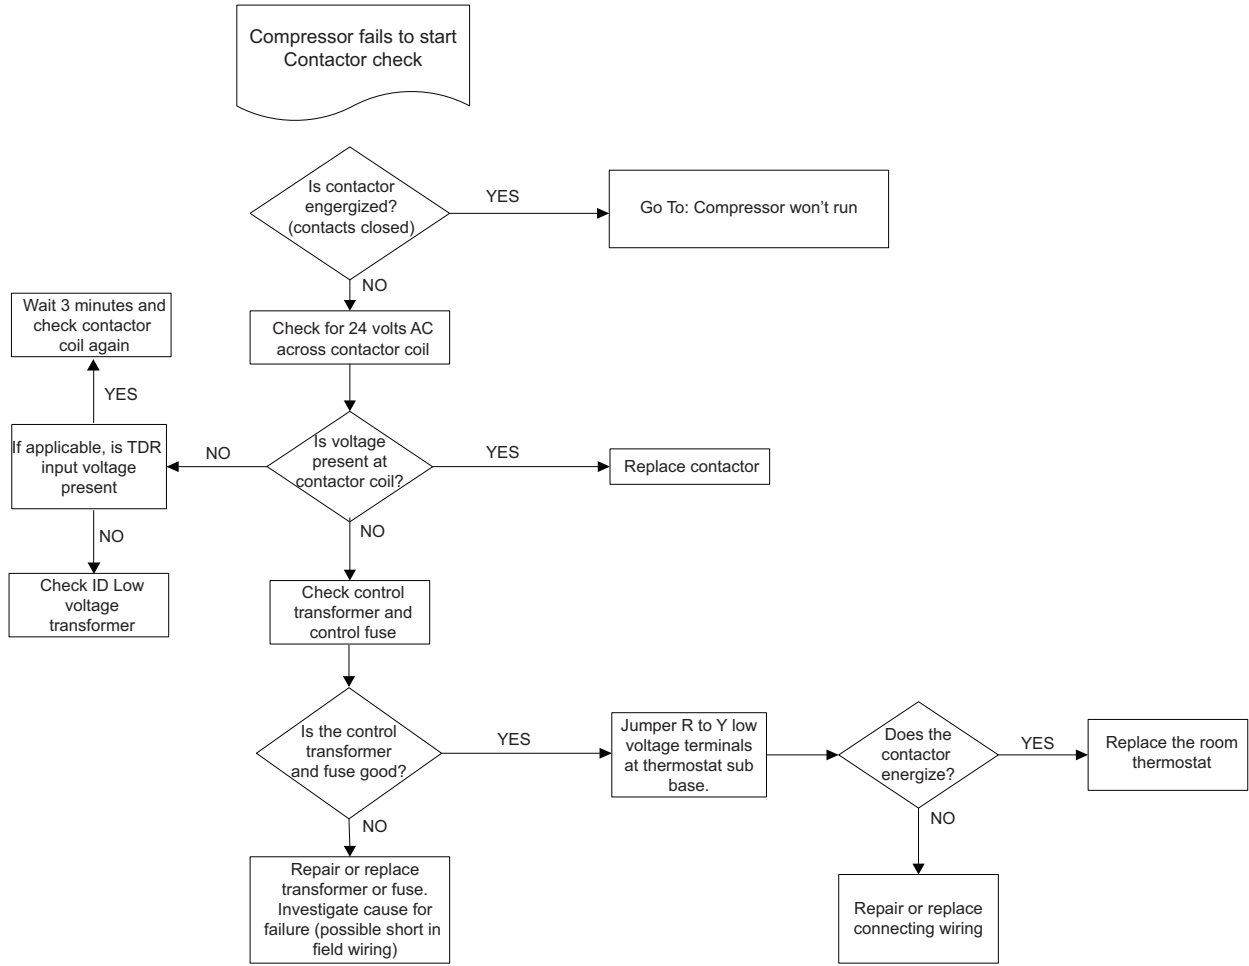 Compressor fails to start
Contactor check
Is contactor
engergized?
(contacts closed)
YES
Go To: Compressor won't run
NO
Wait 3 minutes and
check contactor
coil again
Check for 24 volts AC
across contactor coil
YES
If applicable, is TDR
input voltage
present
NO
Is voltage
present at
contactor coil?
YES
Replace contactor
NO
NO
Check ID Low
voltage
transformer
Check control
transformer and
control fuse
Is the control
transformer
and fuse good?
YES
Jumper R to Y low
voltage terminals
at thermostat sub
base.
Does the
contactor
energize?
YES
Replace the room
thermostat
NO
NO
Repair or replace
transformer or fuse.
Investigate cause for
failure (possible short in
field wiring)
Repair or replace
connecting wiring